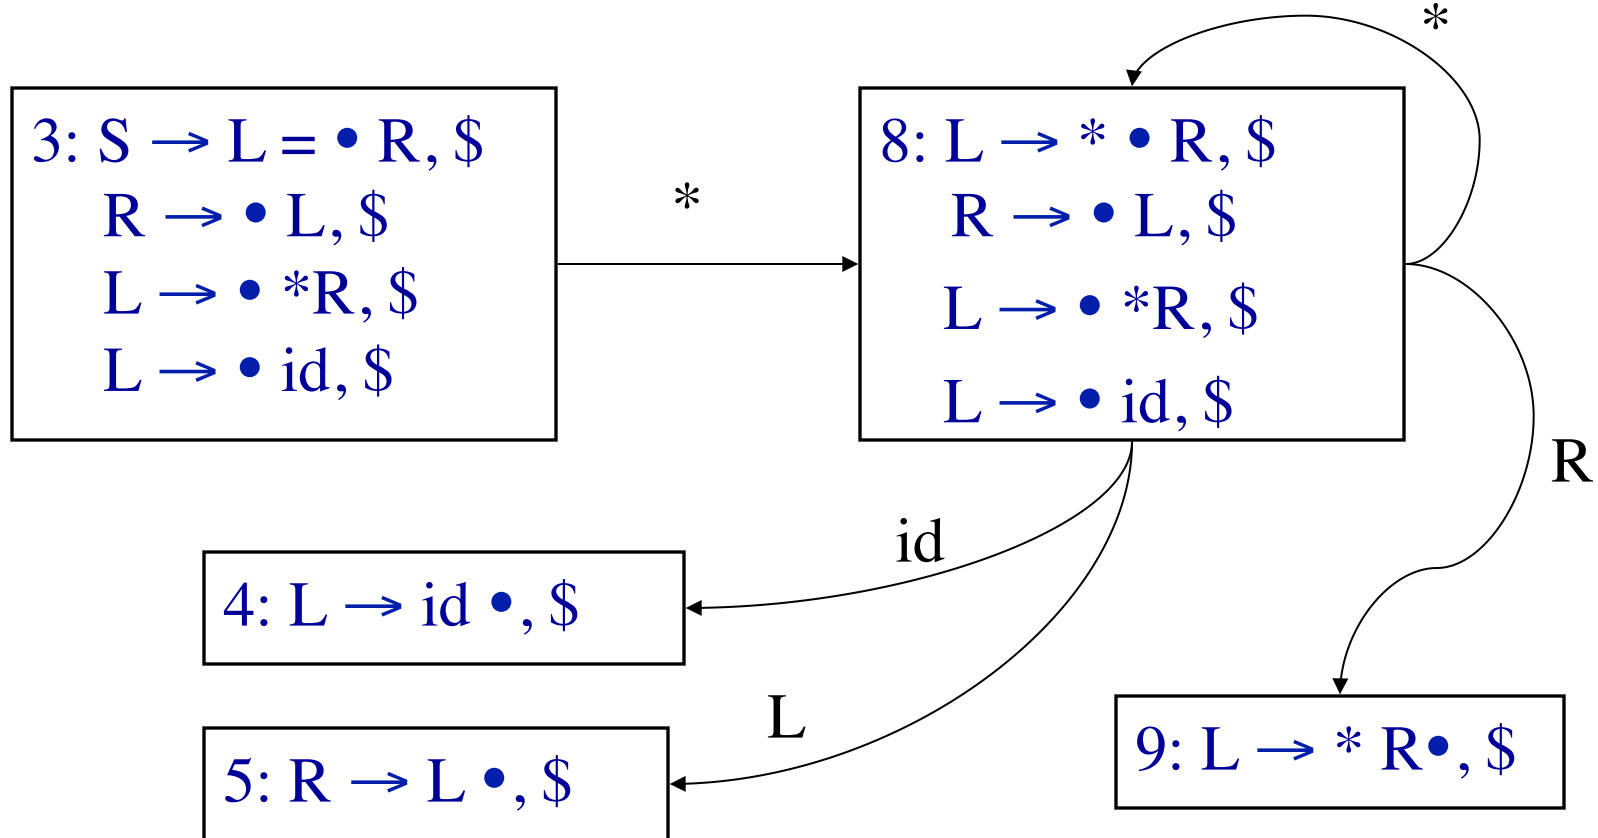 *
3: S → L = • R, $
R → • L, $
L → • *R, $
L → • id, $
*
8: L → * • R, $
R → • L, $
L → • *R, $
L → • id, $
R
id
4: L → id •, $
L
5: R → L •, $
9: L → * R•, $